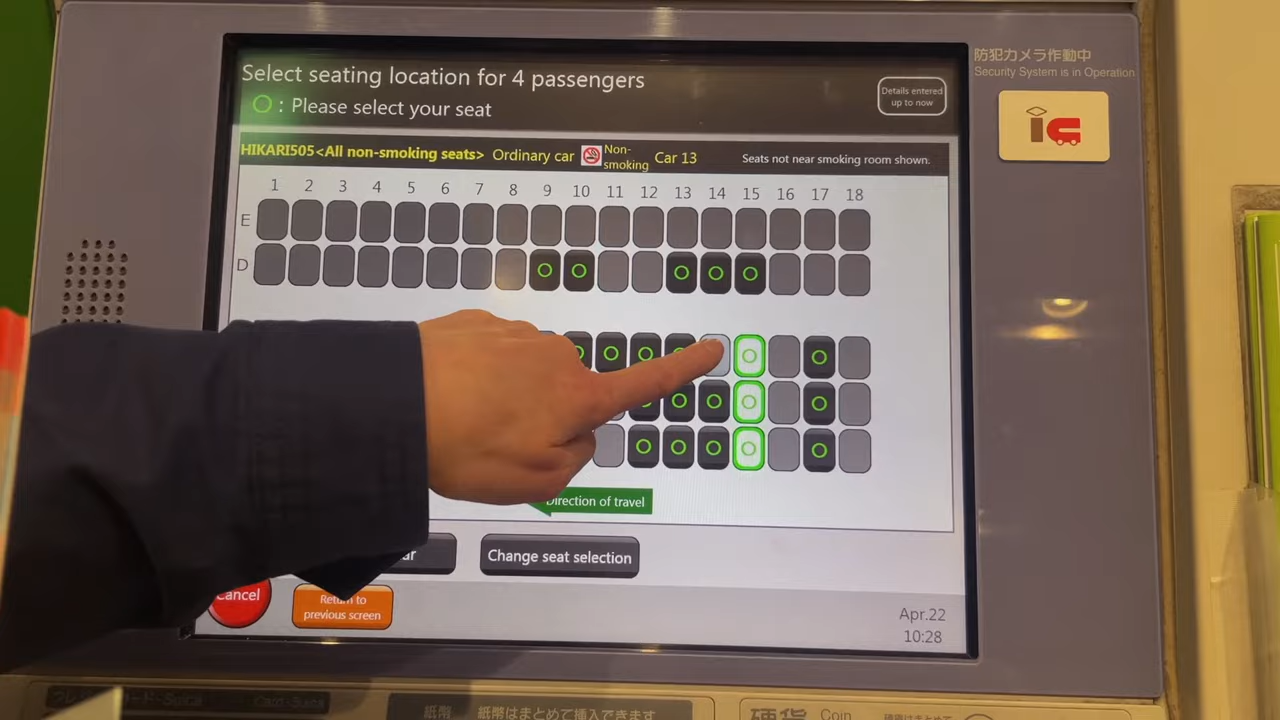 防犯カメラ作動中
Security System is in Operation
Select seating location for 4 passengers
: Please select your seat
Details entered
up to now
HIKARI505<All non-smoking seats> Ordinary car Non-smoking Car 13 Seats not near smoking room shown.
1 2 3 4 5 6 7 8 9 10 11 12 13 14 15 16 17 18
E
D
Direction of travel
Change seat selection
Cancel
Return to
previous screen
Apr.22
10:28
紙幣 紙幣はまとめて挿入できます
硬貨 Coin